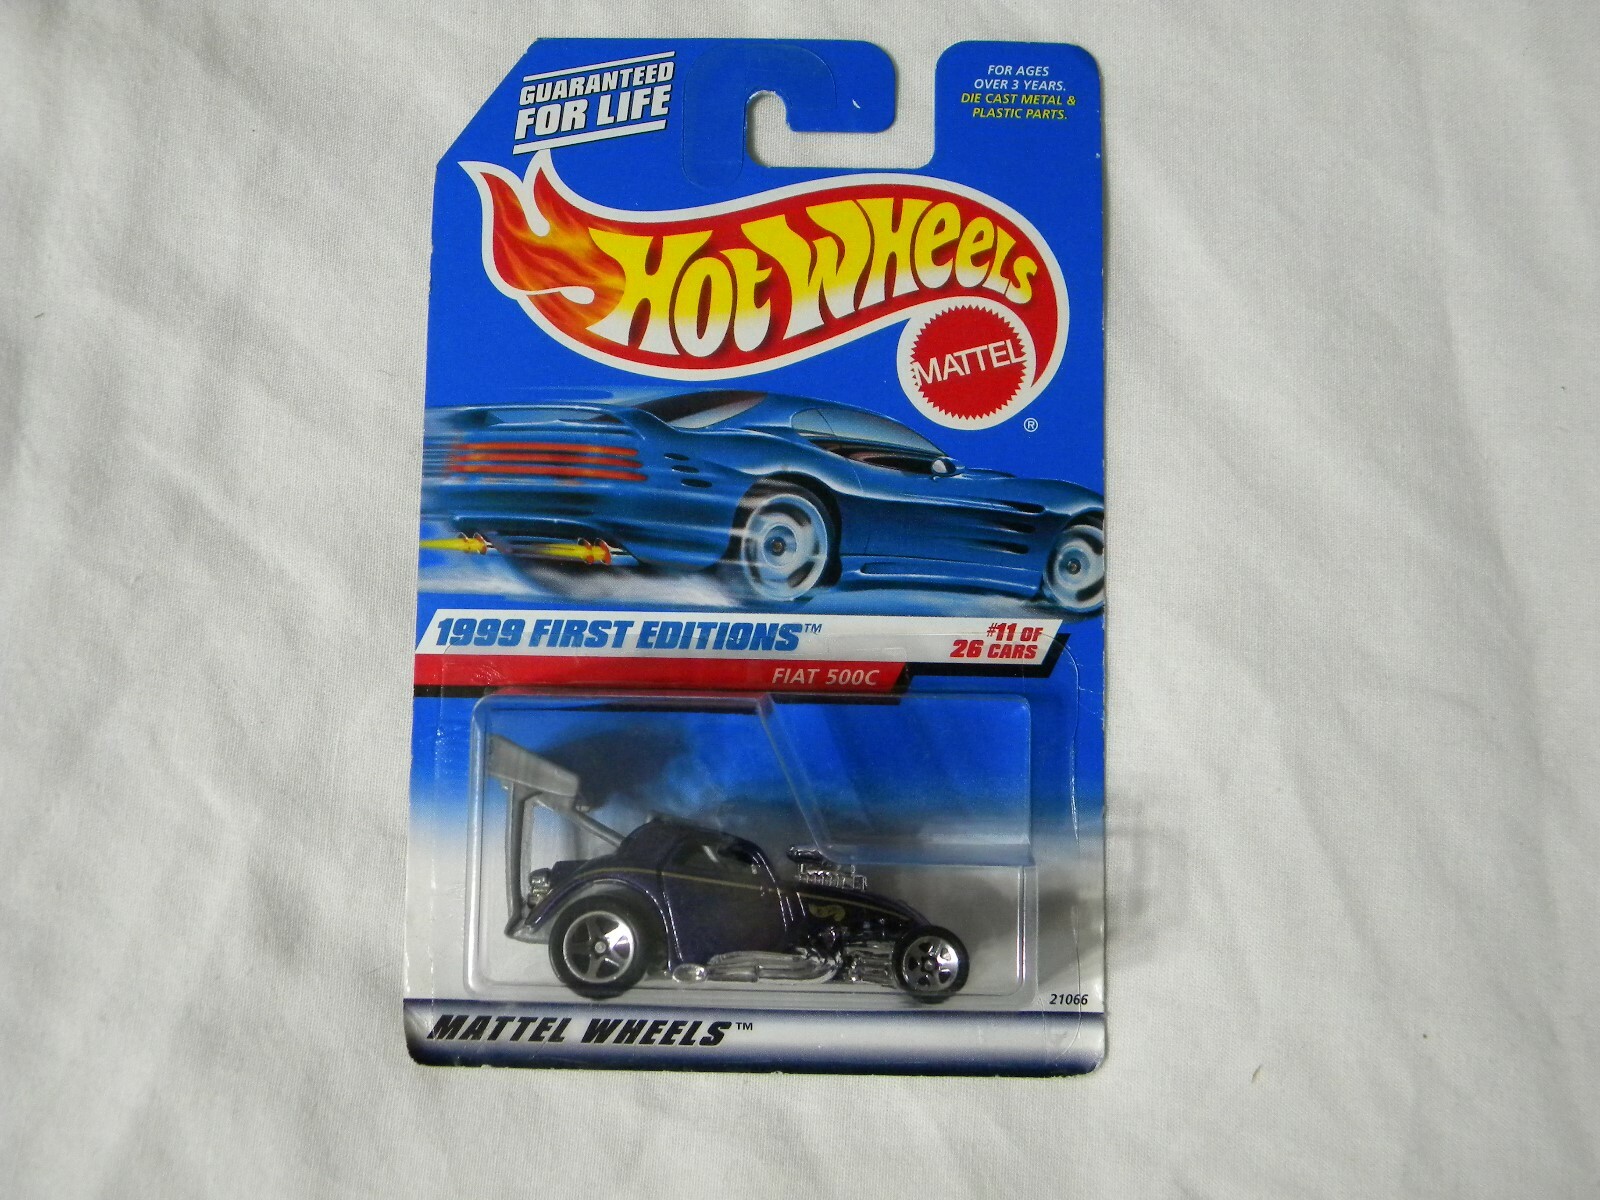 GUARANTEED
FOR LIFE
FOR AGES
OVER 3 YEARS.
DIE CAST METAL &
PLASTIC PARTS.
HOT WHEELS
MATTEL
®
1999 FIRST EDITIONS™
#11 OF
26 CARS
FIAT 500C
21066
MATTEL WHEELS™